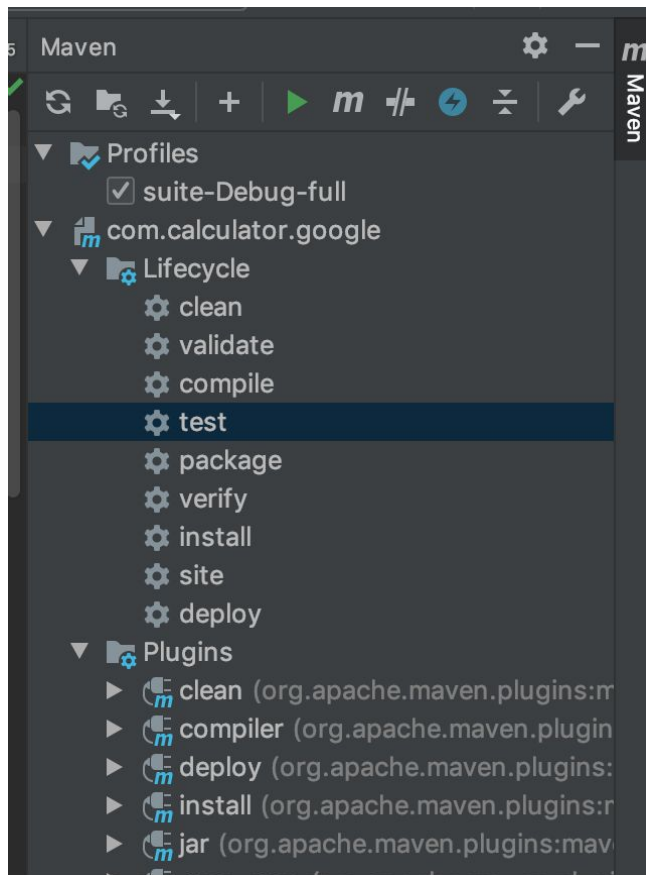 5 Maven
m
Maven
Profiles
suite-Debug-full
com.calculator.google
Lifecycle
clean
validate
compile
test
package
verify
install
site
deploy
Plugins
clean (org.apache.maven.plugins:m
compiler (org.apache.maven.plugin
deploy (org.apache.maven.plugins:
install (org.apache.maven.plugins:r
jar (org.apache.maven.plugins:mav